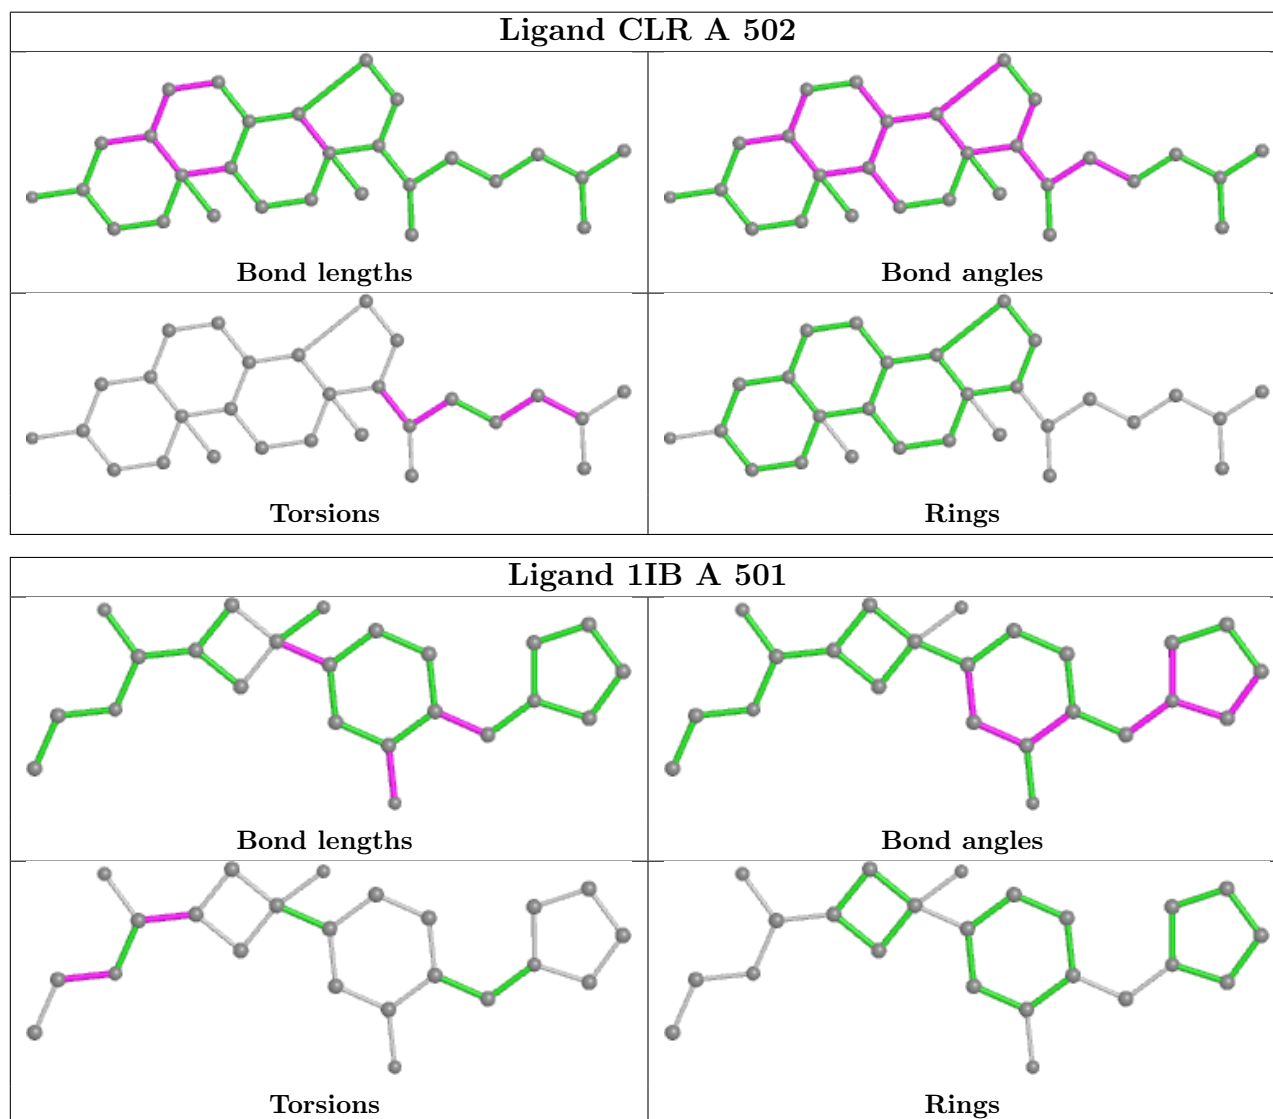 Ligand CLR A 502
Bond lengths
Bond angles
Torsions
Rings
Ligand 1IB A 501
Bond lengths
Bond angles
Torsions
Rings